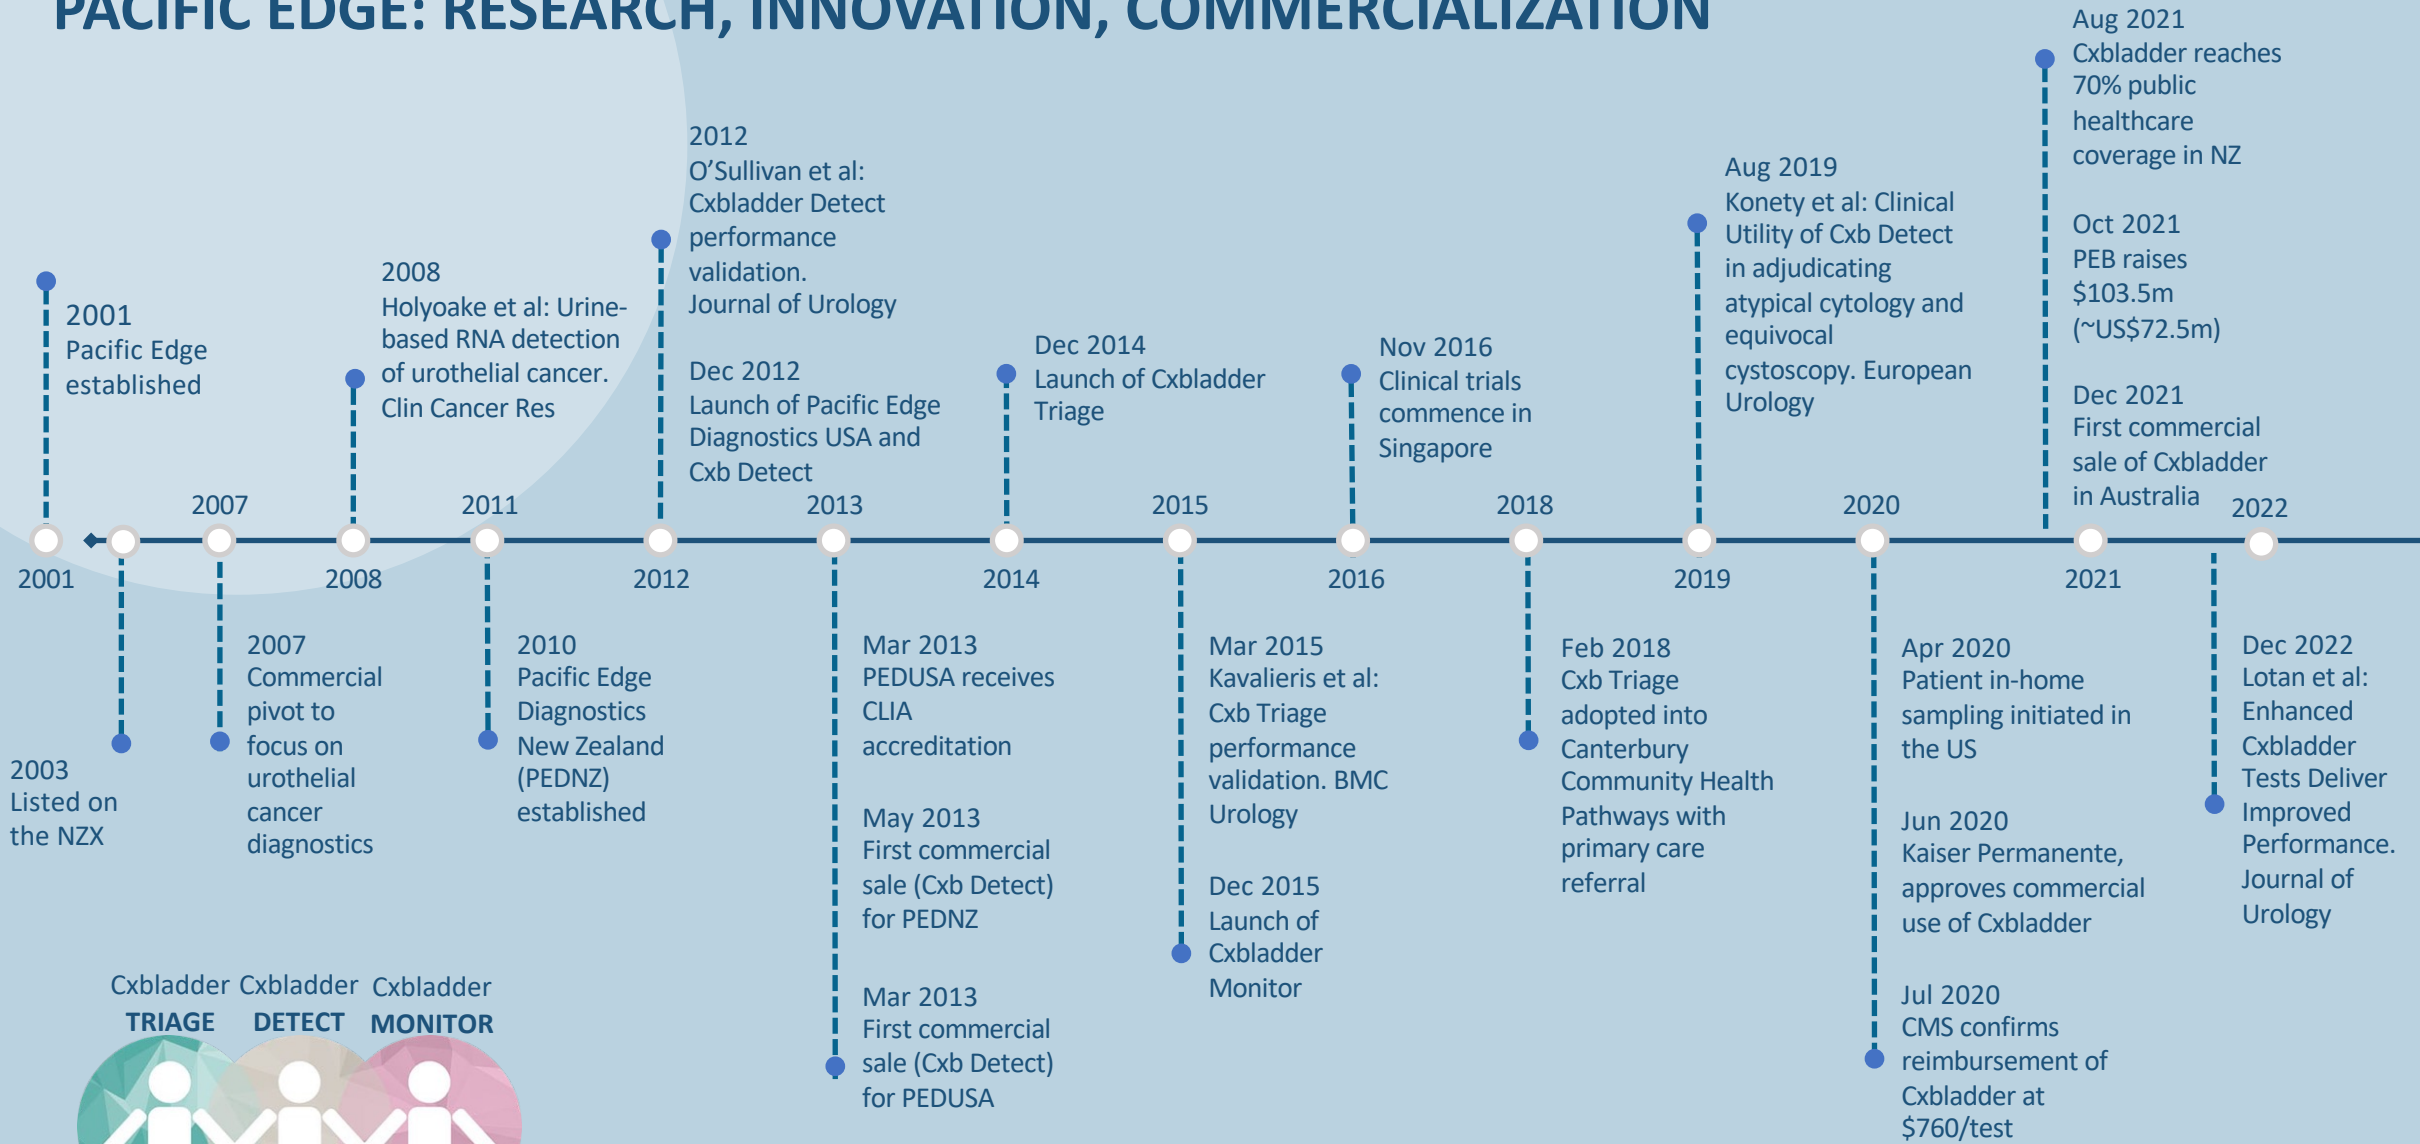 PACIFIC EDGE: RESEARCH, INNOVATION, COMMERCIALIZATION
2001
Pacific Edge
established
2008
Holyoake et al: Urine-
based RNA detection
of urothelial cancer.
Clin Cancer Res
2012
O’Sullivan et al:
Cxbladder Detect
performance
validation.
Journal of Urology
Dec 2012
Launch of Pacific Edge
Diagnostics USA and
Cxb Detect
Dec 2014
Launch of Cxbladder
Triage
Nov 2016
Clinical trials
commence in
Singapore
Aug 2019
Konety et al: Clinical
Utility of Cxb Detect
in adjudicating
atypical cytology and
equivocal
cystoscopy. European
Urology
Aug 2021
Cxbladder reaches
70% public
healthcare
coverage in NZ
Oct 2021
PEB raises
$103.5m
(~US$72.5m)
Dec 2021
First commercial
sale of Cxbladder
in Australia
2007
2011
2013
2015
2018
2020
2022
2001
2008
2012
2014
2016
2019
2021
2003
Listed on
the NZX
2007
Commercial
pivot to
focus on
urothelial
cancer
diagnostics
2010
Pacific Edge
Diagnostics
New Zealand
(PEDNZ)
established
Mar 2013
PEDUSA receives
CLIA
accreditation
May 2013
First commercial
sale (Cxb Detect)
for PEDNZ
Mar 2013
First commercial
sale (Cxb Detect)
for PEDUSA
Mar 2015
Kavalieris et al:
Cxb Triage
performance
validation. BMC
Urology
Dec 2015
Launch of
Cxbladder
Monitor
Feb 2018
Cxb Triage
adopted into
Canterbury
Community Health
Pathways with
primary care
referral
Apr 2020
Patient in-home
sampling initiated in
the US
Jun 2020
Kaiser Permanente,
approves commercial
use of Cxbladder
Jul 2020
CMS confirms
reimbursement of
Cxbladder at
$760/test
Dec 2022
Lotan et al:
Enhanced
Cxbladder
Tests Deliver
Improved
Performance.
Journal of
Urology
Cxbladder
TRIAGE
Cxbladder
DETECT
Cxbladder
MONITOR